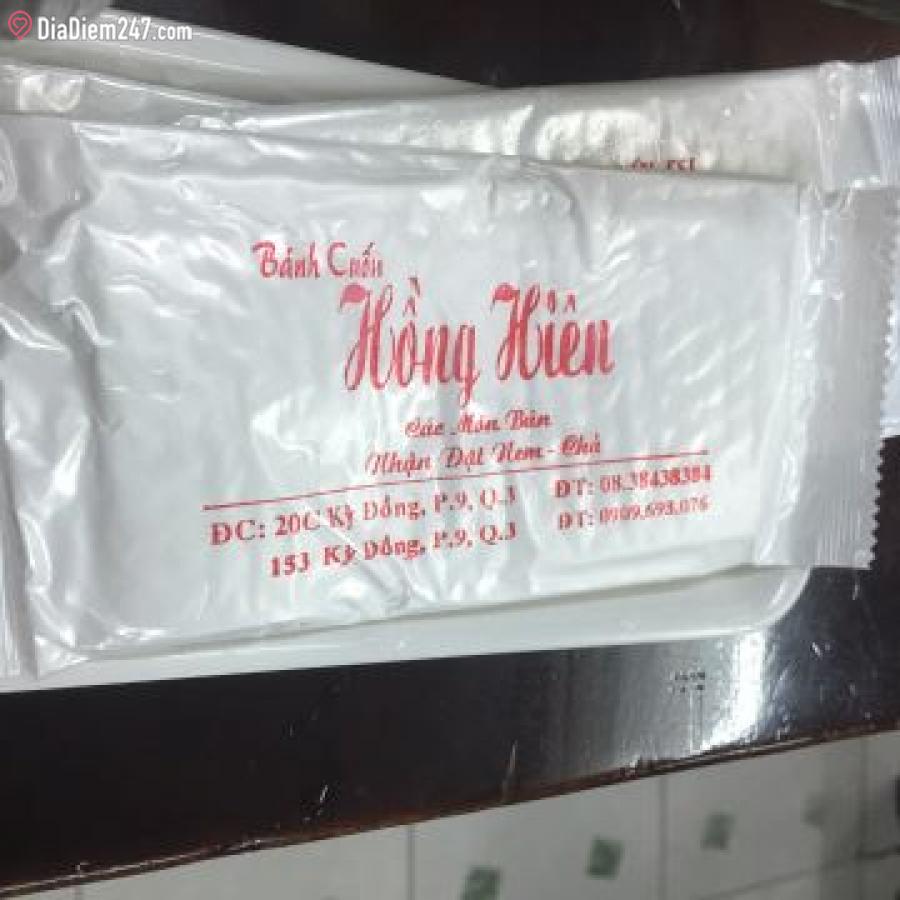 DiaDiem247.com
Bánh Cuốn
Hồng Hiên
Các Món Bún
Nhận Đặt Nem - Chả
ĐC: 20C Kỳ Đồng, P.9, Q.3 ĐT: 08.38438384
153 Kỳ Đồng, P.9, Q.3 ĐT: 0909.698.076